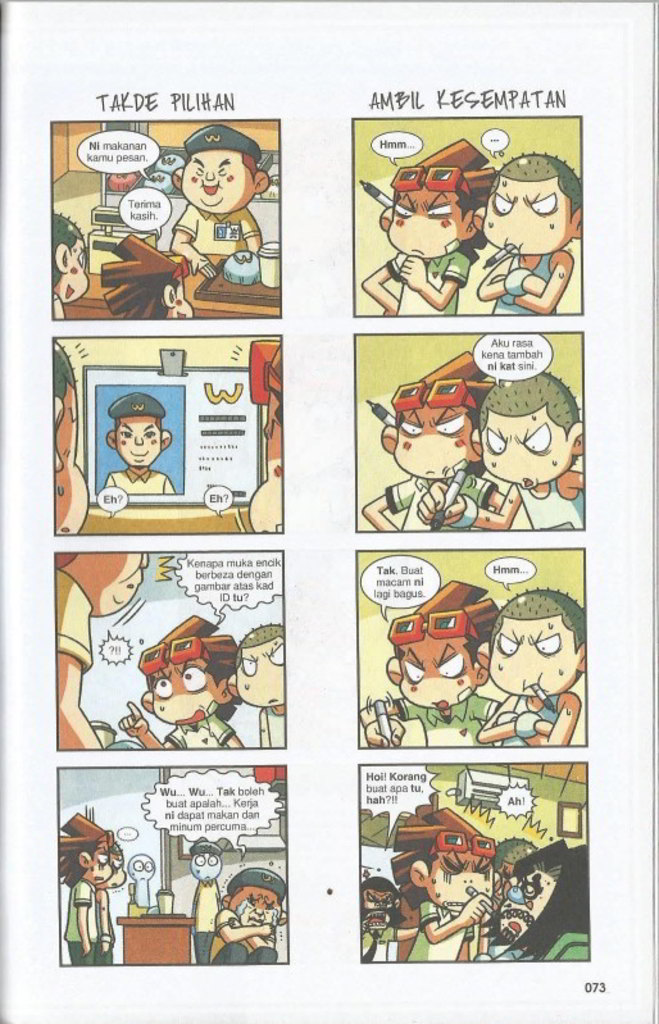 TAKDE PILIHAN
Ni makanan
kamu pesan.
Terima
kasih.
W
Eh?
Eh?
Kenapa muka encik
berbeza dengan
gambar atas kad
ID tu?
?!!
Wu... Wu... Tak boleh
buat apalah... Kerja
ni dapat makan dan
minum percuma...
...
AMBIL KESEMPATAN
Hmm...
...
Aku rasa
kena tambah
ni kat sini.
Tak. Buat
macam ni
lagi bagus.
Hmm...
Hoi! Korang
buat apa tu,
hah?!!
Ah!
073